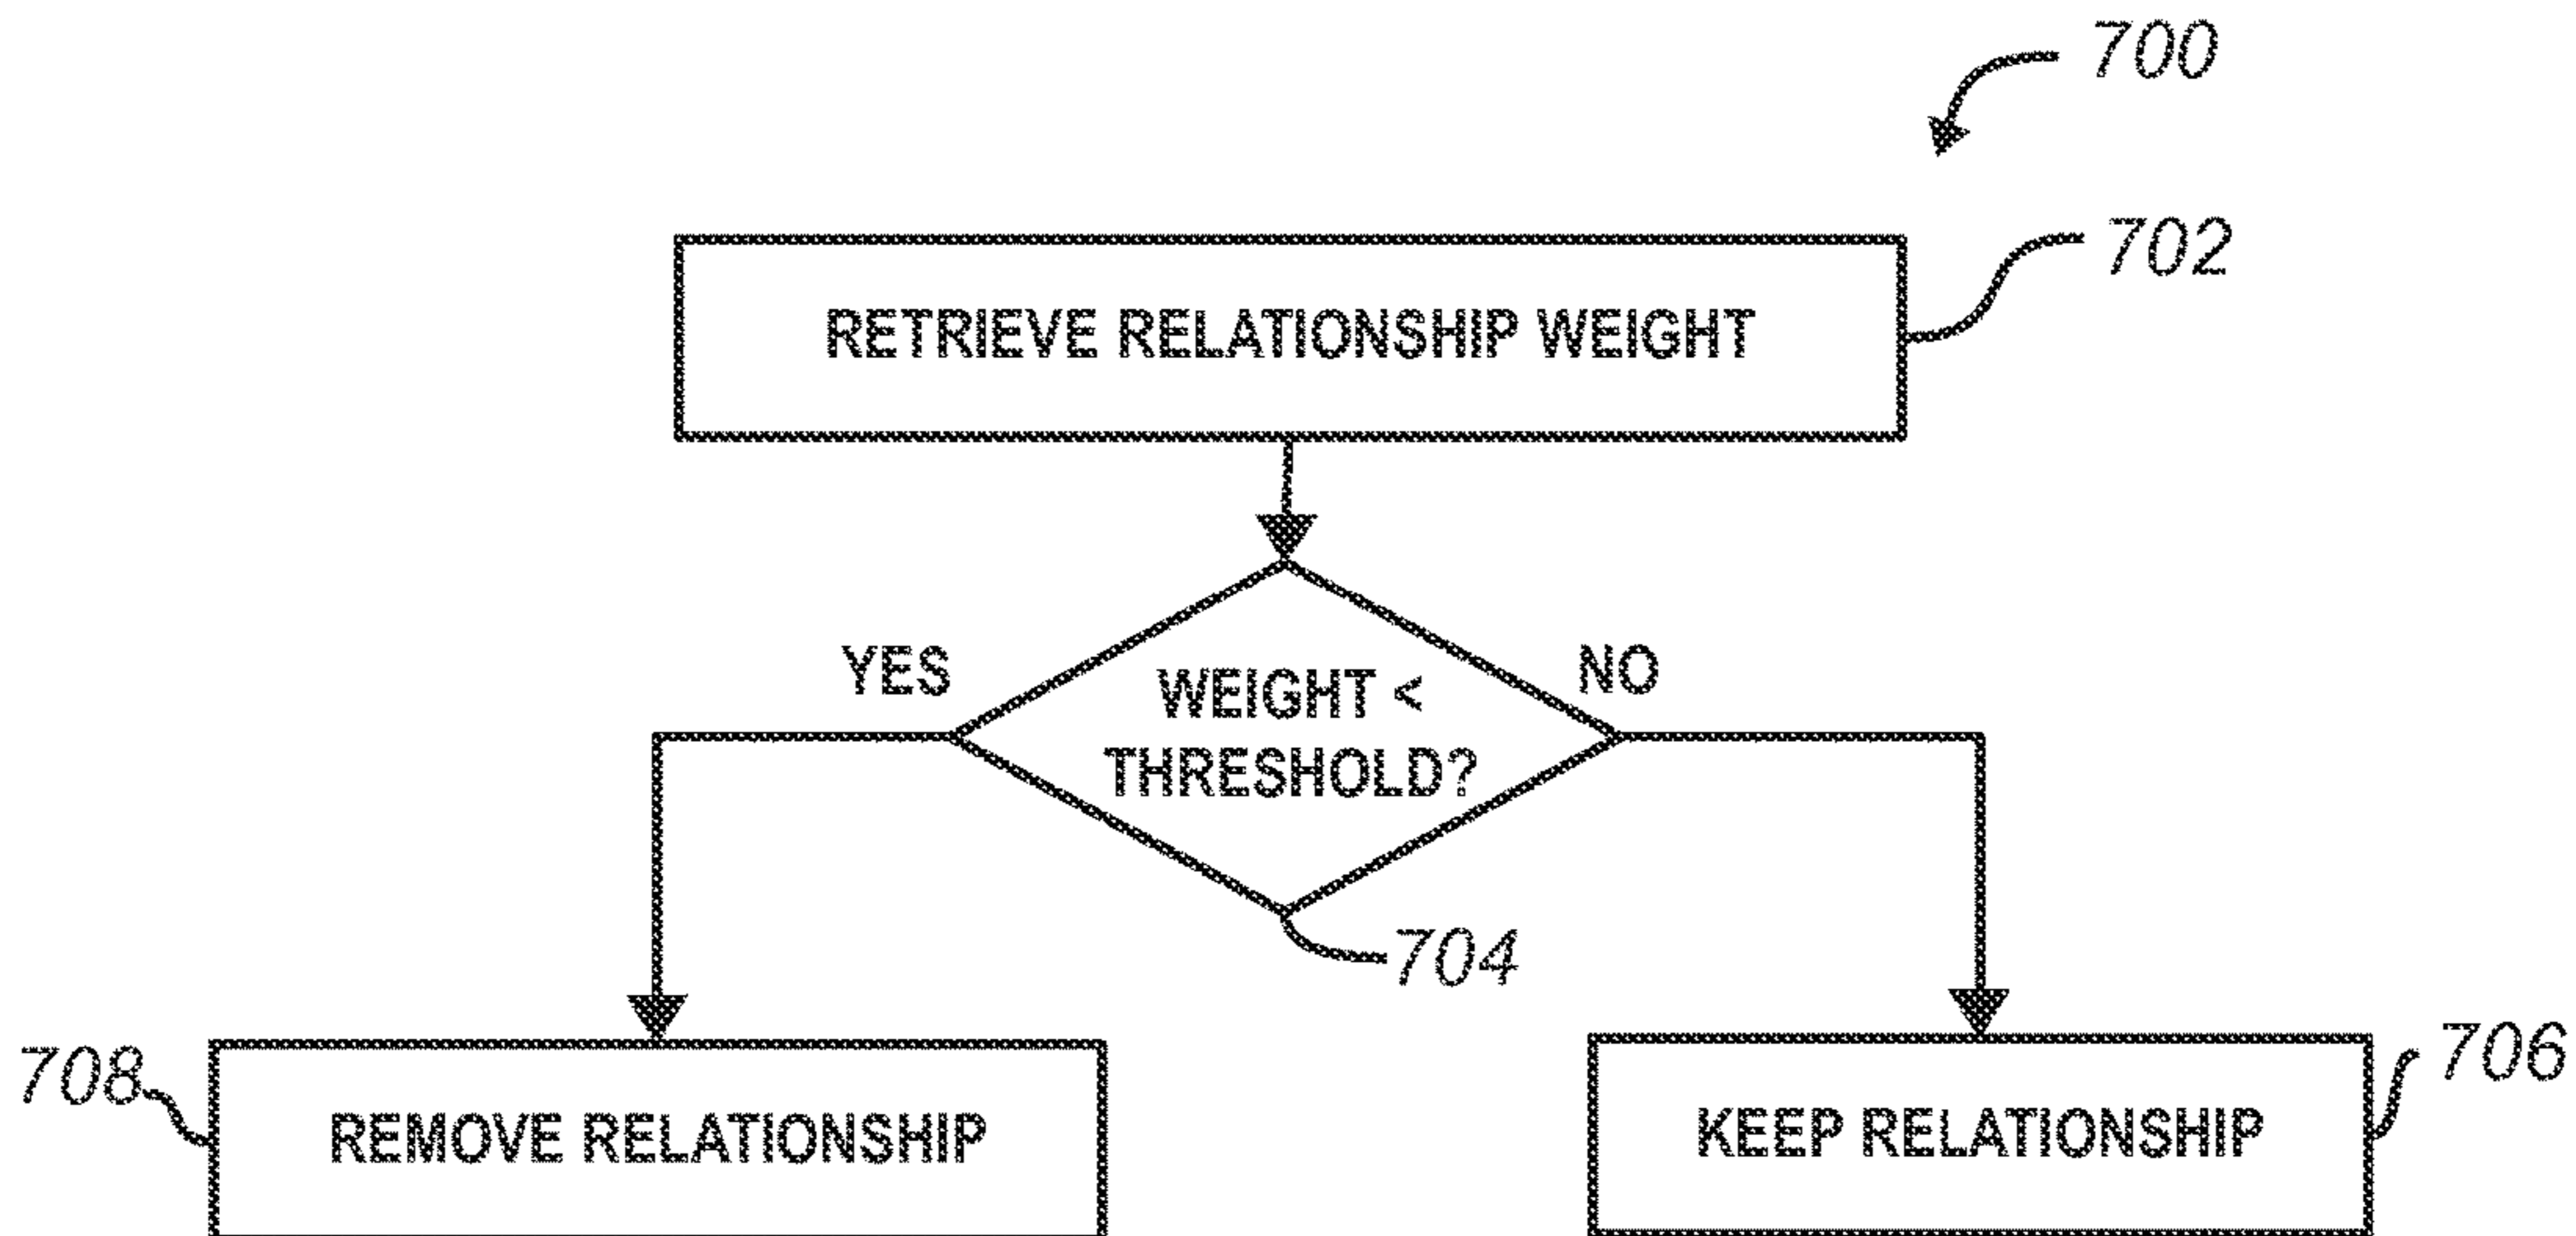 700
702
RETRIEVE RELATIONSHIP WEIGHT
YES
NO
WEIGHT <
THRESHOLD?
704
708
REMOVE RELATIONSHIP
KEEP RELATIONSHIP
706